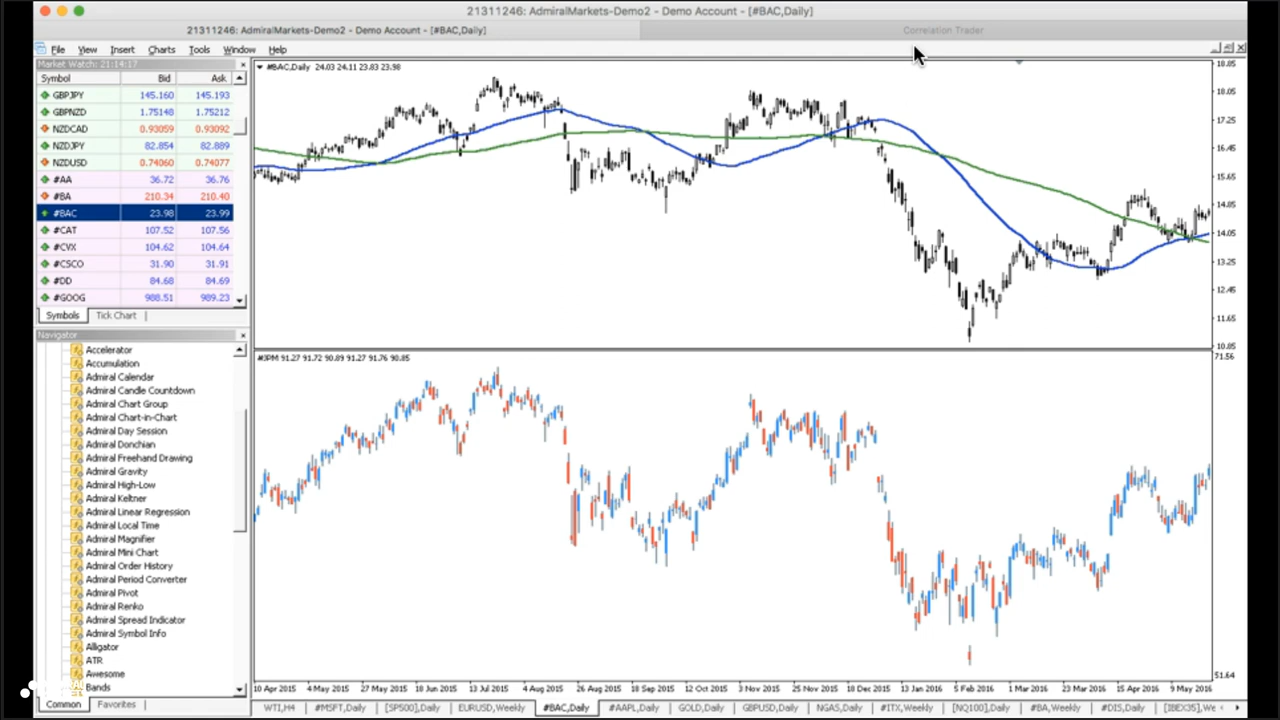 21311246: AdmiralMarkets-Demo2 - Demo Account - [#BAC,Daily]
21311246: AdmiralMarkets-Demo2 - Demo Account - [#BAC,Daily] Correlation Trader
File View Insert Charts Tools Window Help
Market Watch: 21:14:17
Symbol Bid Ask
GBPJPY 145.160 145.193
GBPNZD 1.75148 1.75212
NZDCAD 0.93059 0.93092
NZDJPY 82.854 82.889
NZDUSD 0.74060 0.74077
#AA 36.72 36.76
#BA 210.34 210.40
#BAC 23.98 23.99
#CAT 107.52 107.56
#CVX 104.62 104.64
#CSCO 31.90 31.91
#DD 84.68 84.69
#GOOG 988.51 989.23
Symbols Tick Chart
Navigator
Accelerator
Accumulation
Admiral Calendar
Admiral Candle Countdown
Admiral Chart Group
Admiral Chart-in-Chart
Admiral Day Session
Admiral Donchian
Admiral Freehand Drawing
Admiral Gravity
Admiral High-Low
Admiral Keltner
Admiral Linear Regression
Admiral Local Time
Admiral Magnifier
Admiral Mini Chart
Admiral Order History
Admiral Period Converter
Admiral Pivot
Admiral Renko
Admiral Spread Indicator
Admiral Symbol Info
Alligator
ATR
Awesome
Bands
Common Favorites
#BAC,Daily 24.03 24.11 23.83 23.98
18.85
18.05
17.25
16.45
15.65
14.85
14.05
13.25
12.45
11.65
10.85
#JPM 91.27 91.72 90.89 91.27 91.76 90.85
71.56
51.64
10 Apr 2015 4 May 2015 27 May 2015 18 Jun 2015 13 Jul 2015 4 Aug 2015 26 Aug 2015 18 Sep 2015 12 Oct 2015 3 Nov 2015 25 Nov 2015 18 Dec 2015 13 Jan 2016 5 Feb 2016 1 Mar 2016 23 Mar 2016 15 Apr 2016 9 May 2016
WTI,H4 #MSFT,Daily [SP500],Daily EURUSD,Weekly #BAC,Daily #AAPL,Daily GOLD,Daily GBPUSD,Daily NGAS,Daily #ITX,Weekly [NQ100],Daily #BA,Weekly #DIS,Daily [IBEX35],We